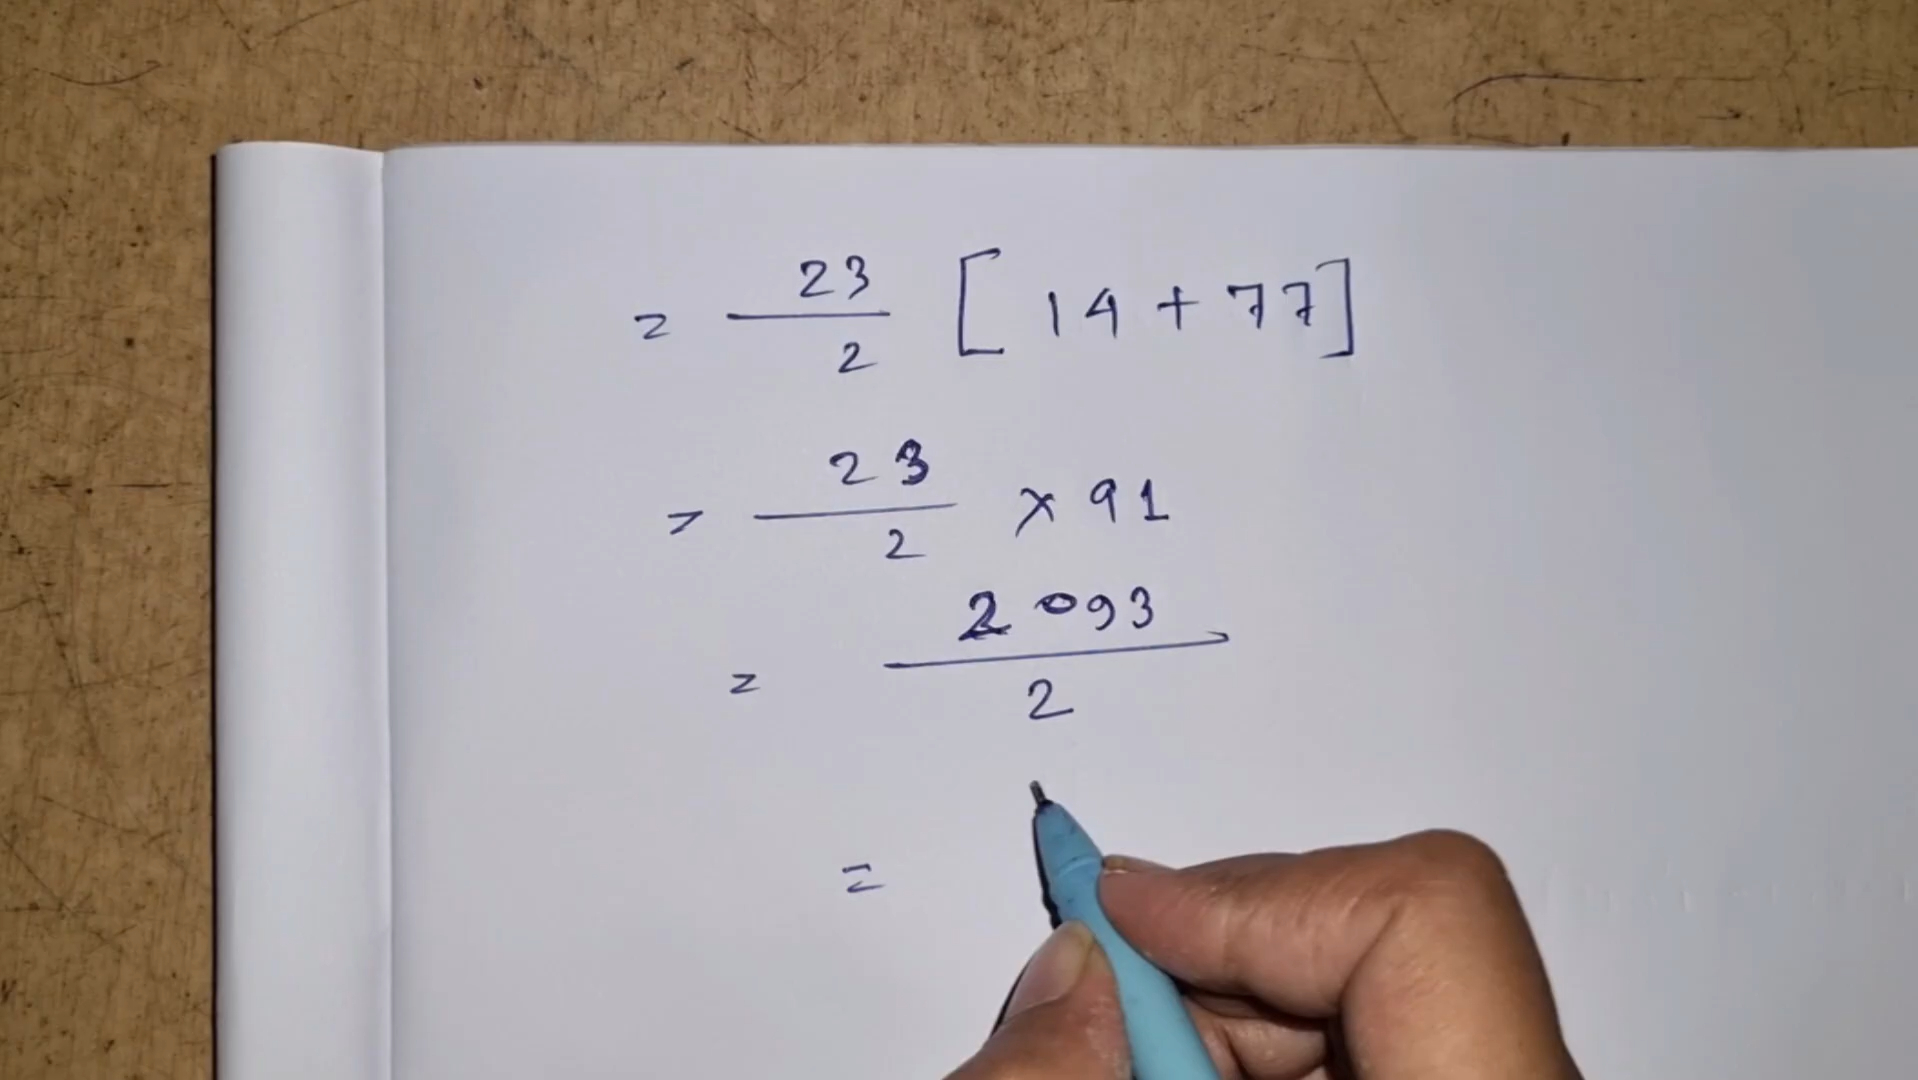 = 23/2 [14 + 77]
= 23/2 × 91
= 2093/2
=